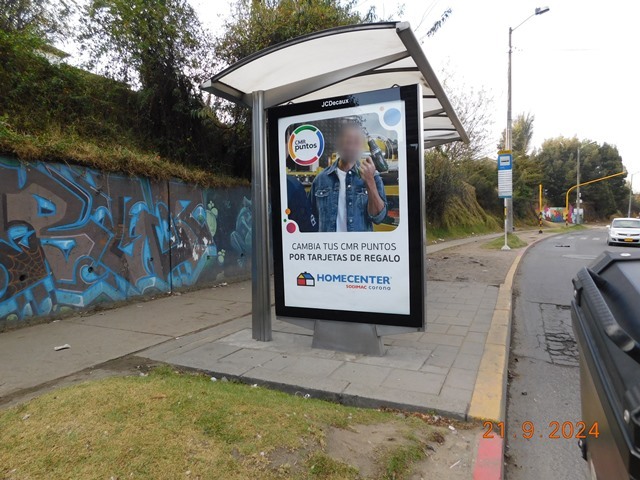 JCDecaux
CMR
puntos
CAMBIA TUS CMR PUNTOS
POR TARJETAS DE REGALO
HOMECENTER
SODIMAC corona
21.9.2024